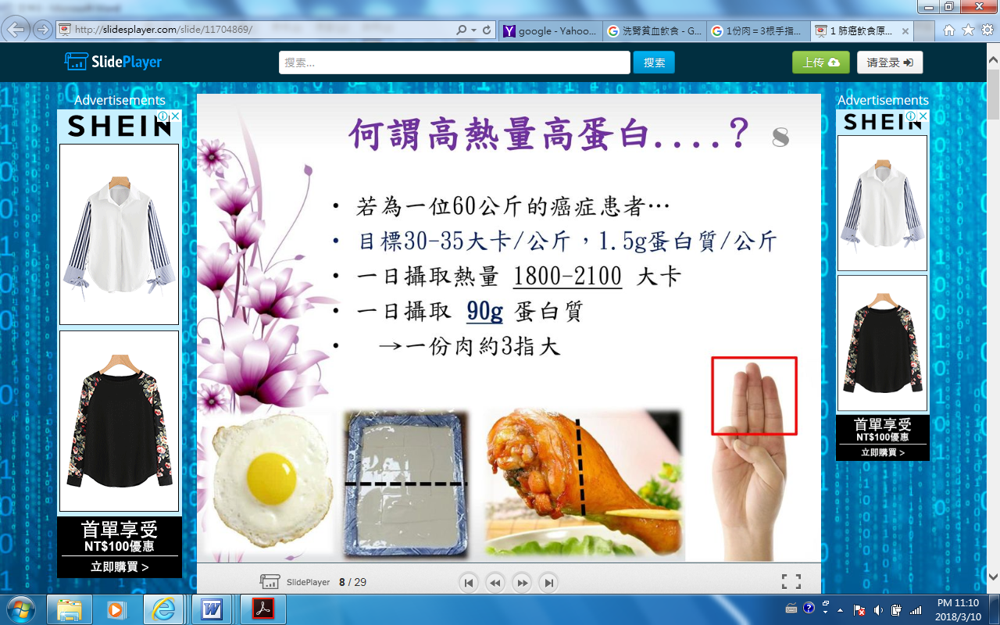 http://slidesplayer.com/slide/11704869/
google - Yahoo...
洗腎貧血飲食 - G...
1份肉＝3根手指...
1 肺癌飲食原...
SlidePlayer
搜索...
搜索
上传
请登录
Advertisements
SHEIN
首單享受
NT$100優惠
立即購買 >
何謂高熱量高蛋白....? 8
• 若為一位60公斤的癌症患者…
• 目標30-35大卡/公斤，1.5g蛋白質/公斤
• 一日攝取熱量 1800-2100 大卡
• 一日攝取 90g 蛋白質
• →一份肉約3指大
SlidePlayer 8 / 29
Advertisements
SHEIN
首單享受
NT$100優惠
立即購買 >
PM 11:10
2018/3/10